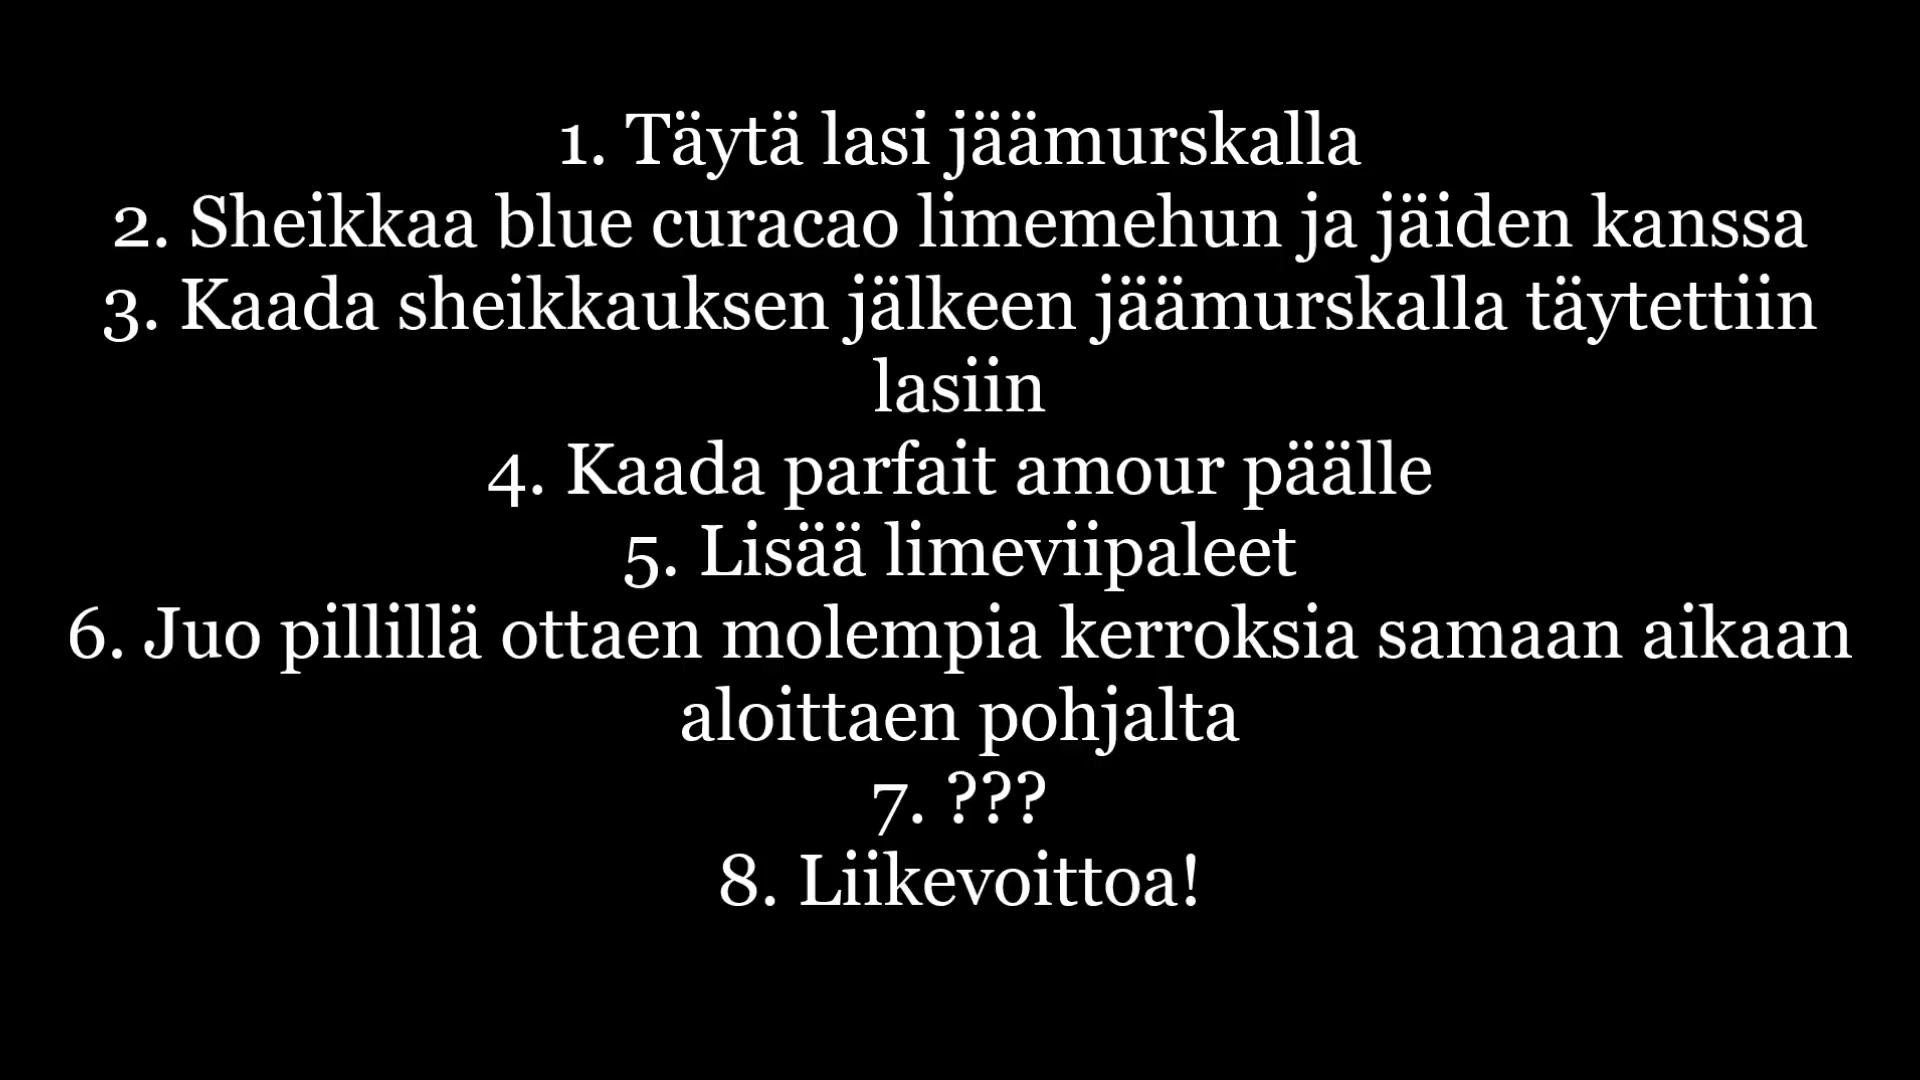 1. Täytä lasi jäämurskalla
2. Sheikkaa blue curacao limemehun ja jäiden kanssa
3. Kaada sheikkauksen jälkeen jäämurskalla täytettiin
lasiin
4. Kaada parfait amour päälle
5. Lisää limeviipaleet
6. Juo pillillä ottaen molempia kerroksia samaan aikaan
aloittaen pohjalta
7. ???
8. Liikevoittoa!